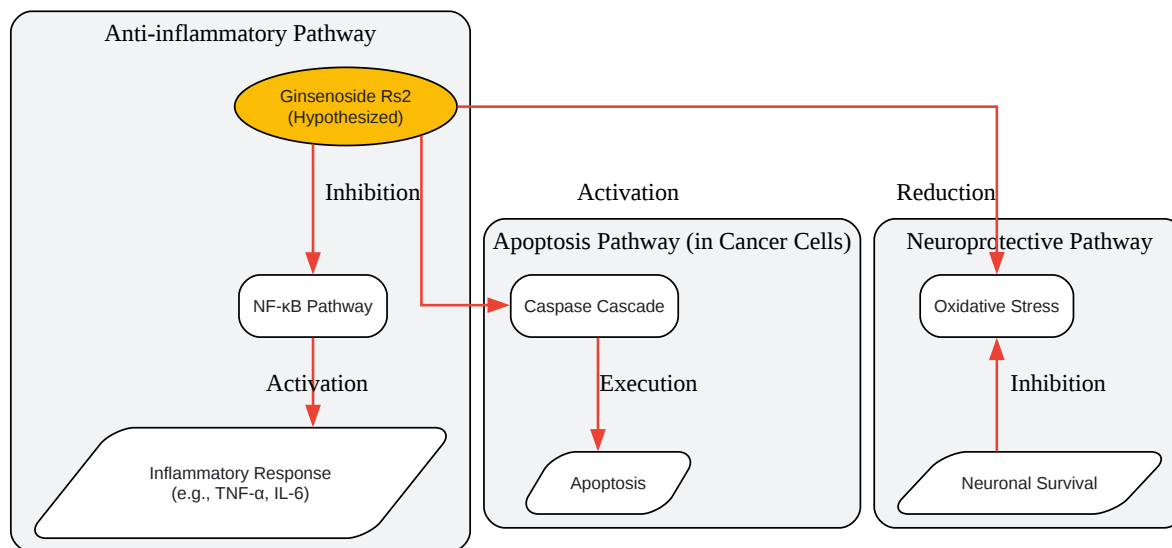 Anti-inflammatory Pathway
Ginsenoside Rs2
(Hypothesized)
Inhibition
Activation
Reduction
Apoptosis Pathway (in Cancer Cells)
Neuroprotective Pathway
NF-κB Pathway
Caspase Cascade
Oxidative Stress
Activation
Execution
Inhibition
Inflammatory Response
(e.g., TNF-α, IL-6)
Apoptosis
Neuronal Survival